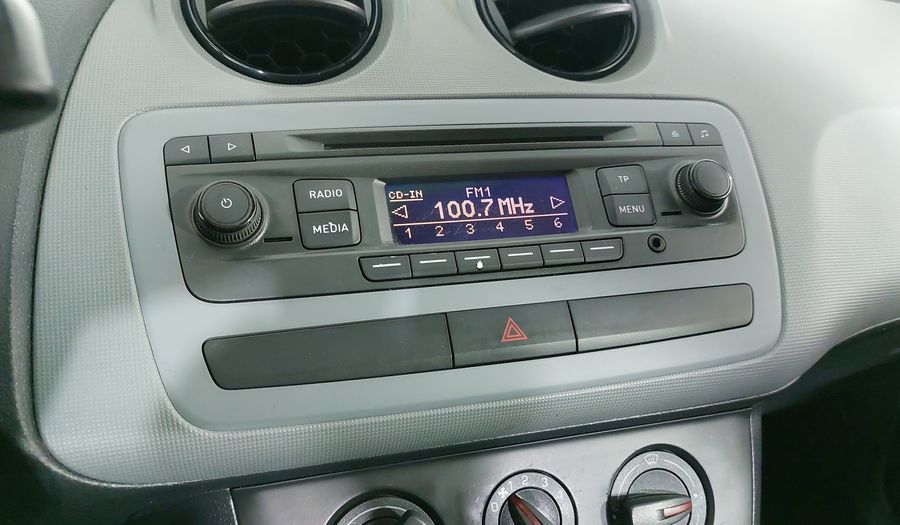 RADIO
MEDIA
CD-IN
FM1
100.7 MHz
1 2 3 4 5 6
TP
MENU